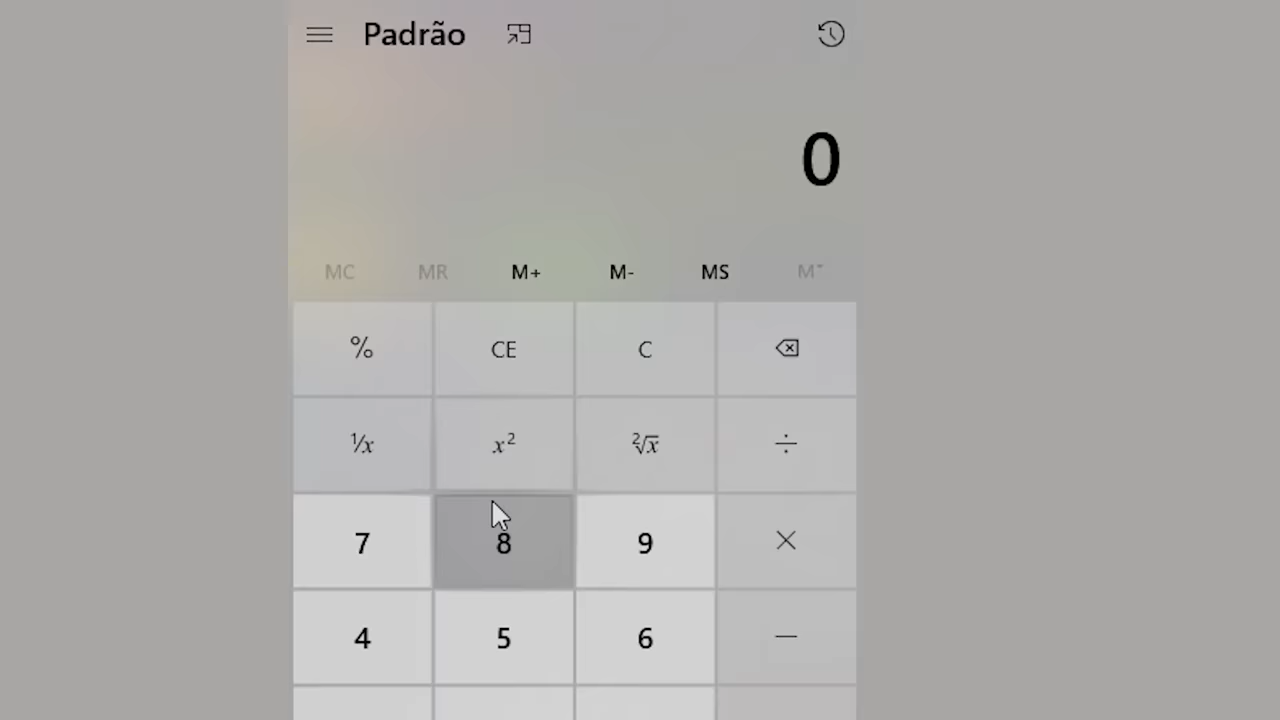 Padrão
0
MC MR M+ M- MS M˅
% CE C
¹⁄x x² ²√x ÷
7 8 9 ×
4 5 6 −